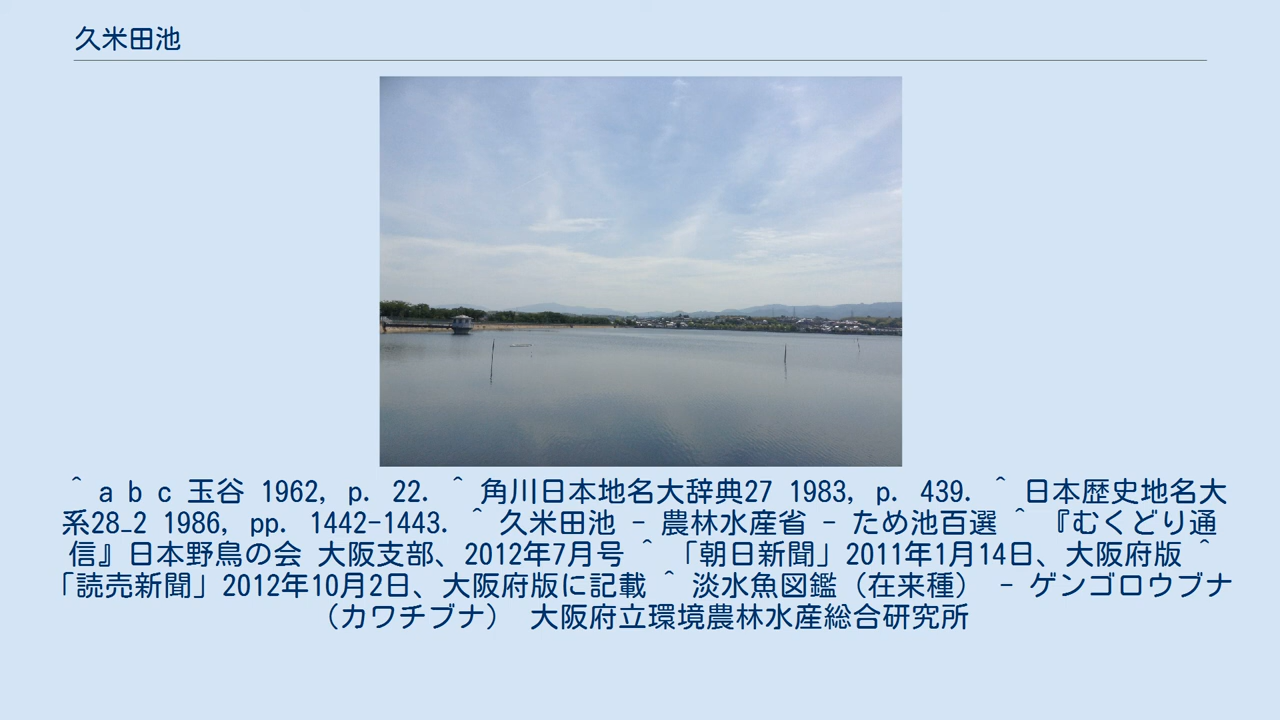 久米田池
^ a b c 玉谷 1962, p. 22. ^ 角川日本地名大辞典27 1983, p. 439. ^ 日本歴史地名大
系28_2 1986, pp. 1442-1443. ^ 久米田池 - 農林水産省 - ため池百選 ^ 『むくどり通
信』日本野鳥の会 大阪支部、2012年7月号 ^ 「朝日新聞」2011年1月14日、大阪府版 ^
「読売新聞」2012年10月2日、大阪府版に記載 ^ 淡水魚図鑑（在来種） - ゲンゴロウブナ
（カワチブナ） 大阪府立環境農林水産総合研究所